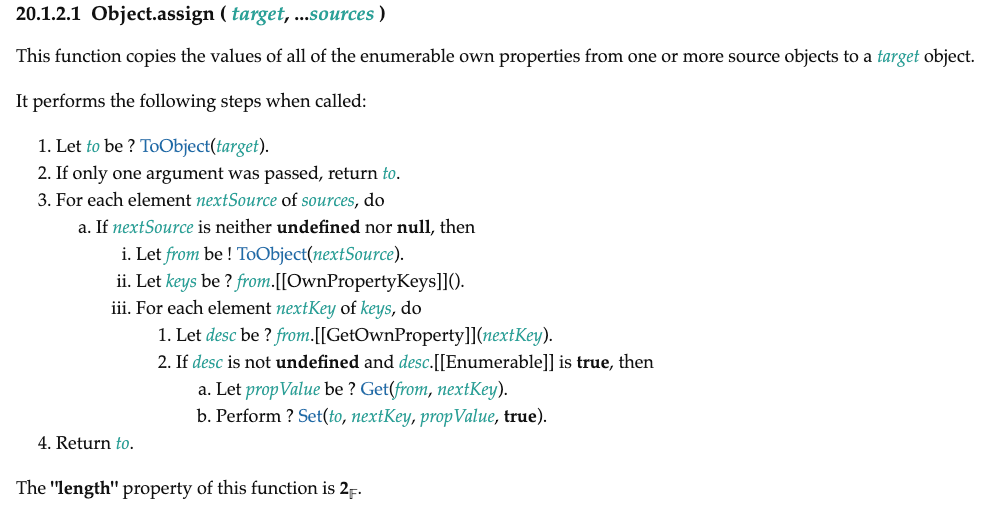 20.1.2.1 Object.assign ( target, ...sources )
This function copies the values of all of the enumerable own properties from one or more source objects to a target object.
It performs the following steps when called:
1. Let to be ? ToObject(target).
2. If only one argument was passed, return to.
3. For each element nextSource of sources, do
a. If nextSource is neither undefined nor null, then
i. Let from be ! ToObject(nextSource).
ii. Let keys be ? from.[[OwnPropertyKeys]]().
iii. For each element nextKey of keys, do
1. Let desc be ? from.[[GetOwnProperty]](nextKey).
2. If desc is not undefined and desc.[[Enumerable]] is true, then
a. Let propValue be ? Get(from, nextKey).
b. Perform ? Set(to, nextKey, propValue, true).
4. Return to.
The "length" property of this function is 2𝔽.